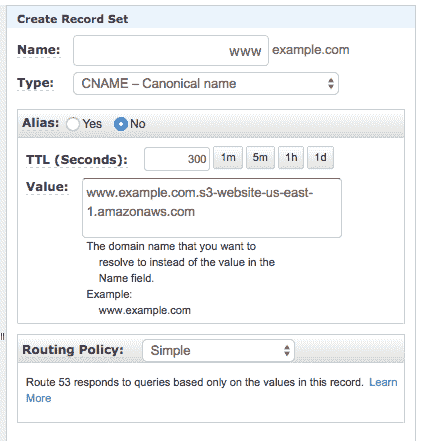 Create Record Set
Name: www example.com
Type: CNAME – Canonical name
Alias: Yes No
TTL (Seconds): 300 1m 5m 1h 1d
Value: www.example.com.s3-website-us-east-
1.amazonaws.com
The domain name that you want to
resolve to instead of the value in the
Name field.
Example:
www.example.com
Routing Policy: Simple
Route 53 responds to queries based only on the values in this record. Learn
More